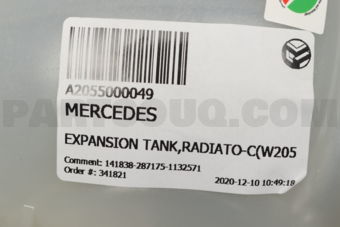 A2055000049
MERCEDES
EXPANSION TANK,RADIATO-C(W205
Comment: 141838-287175-1132571
Order #: 341821 2020-12-10 10:49:18